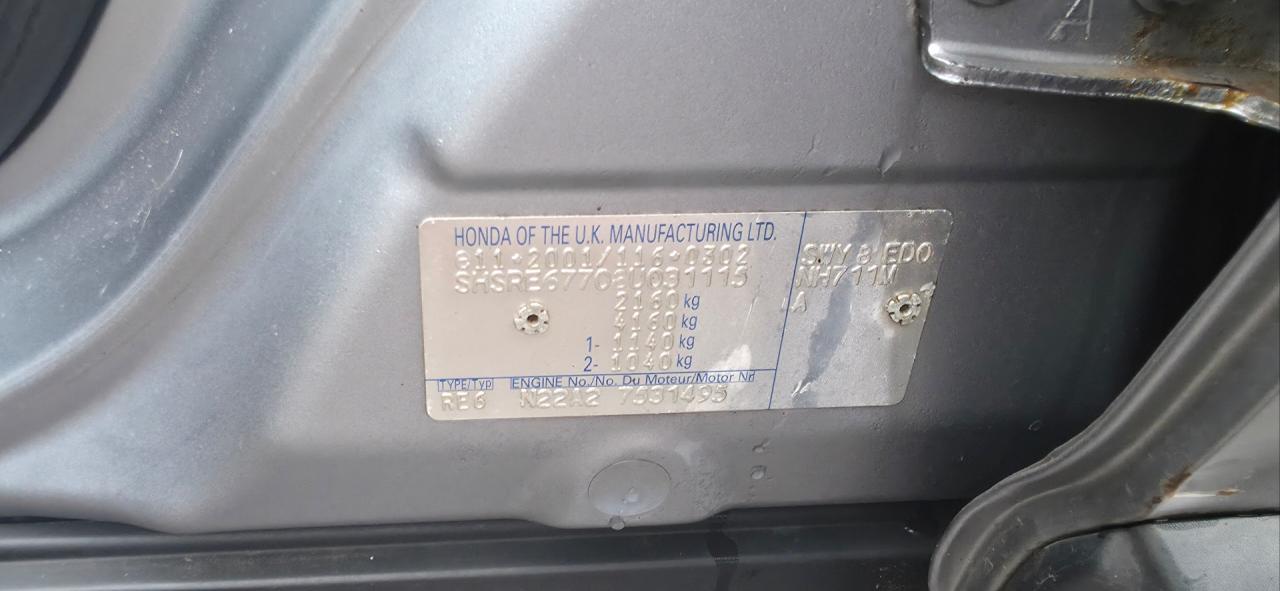 A
HONDA OF THE U.K. MANUFACTURING LTD.
e11*2001/116*0302
SHSRE67708U031115
2160 kg
4160 kg
1- 1140 kg
2- 1040 kg
TYPE/Typ ENGINE No./No. Du Moteur/Motor Nr
RE6 N22A2 7531495
SWY 8 EDO
NH711M
A